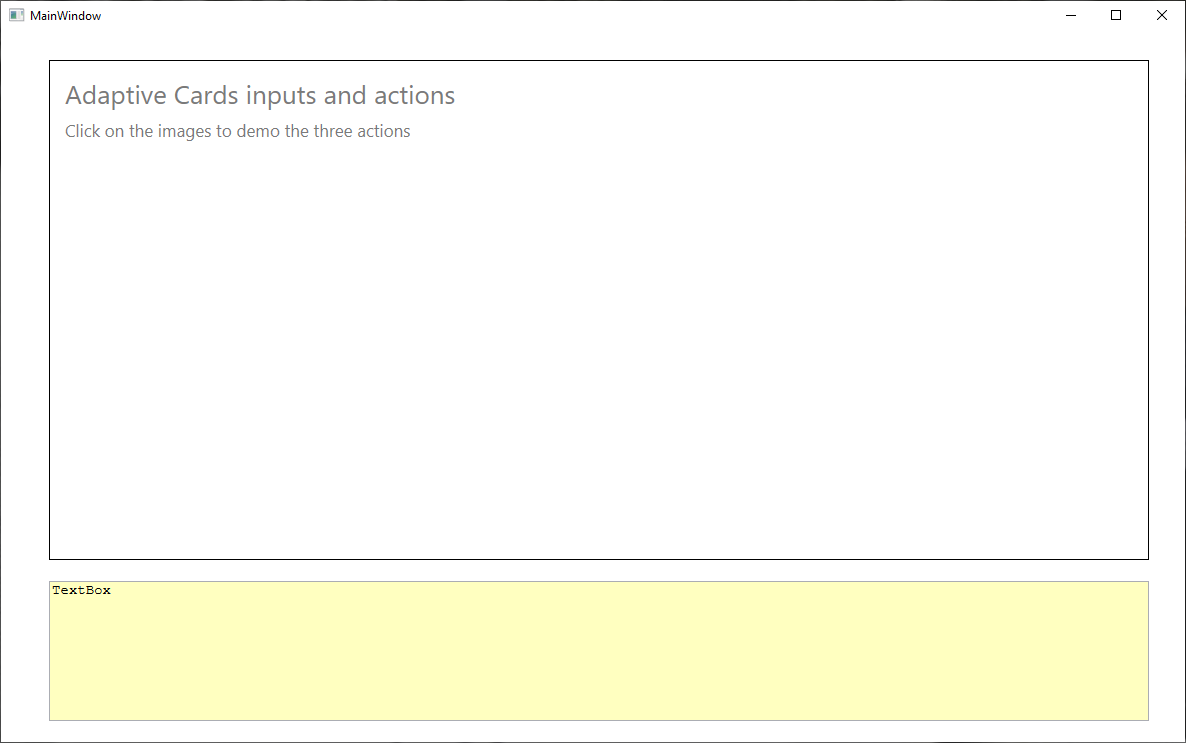 MainWindow
Adaptive Cards inputs and actions
Click on the images to demo the three actions
TextBox